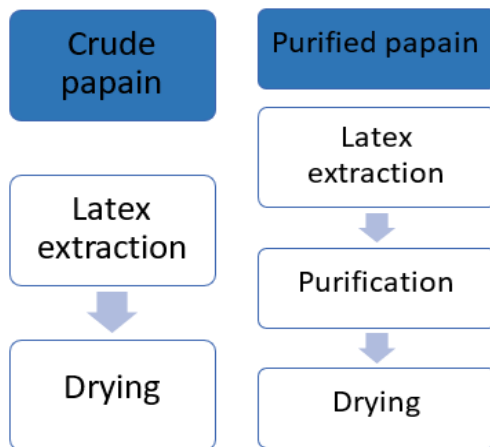 Crude
papain
Latex
extraction
Drying
Purified papain
Latex
extraction
Purification
Drying